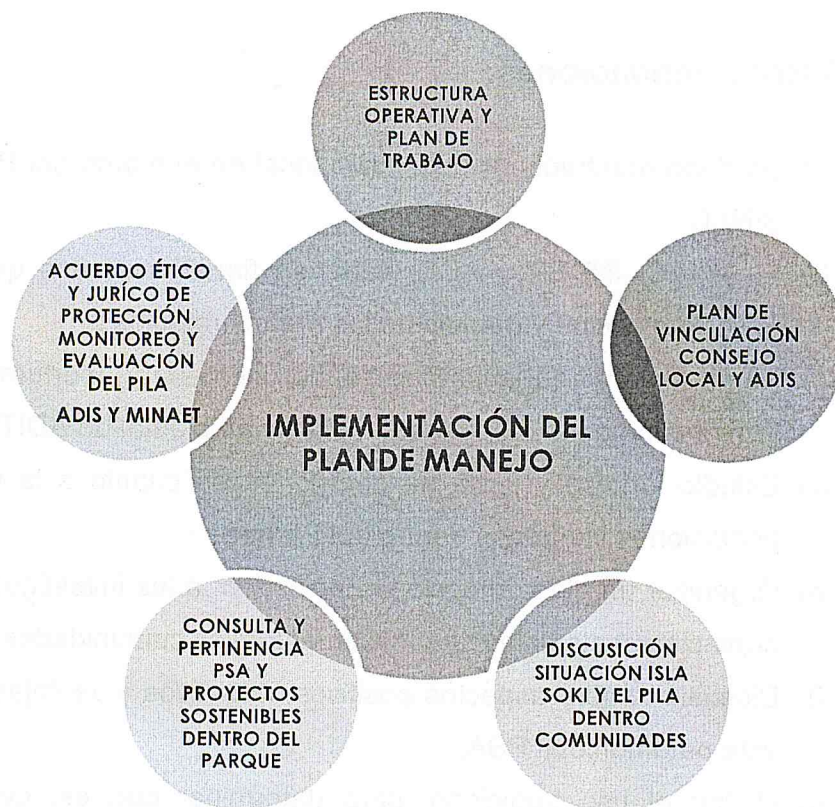 ESTRUCTURA
OPERATIVA Y
PLAN DE
TRABAJO
ACUERDO ÉTICO
Y JURÍCO DE
PROTECCIÓN,
MONITOREO Y
EVALUACIÓN
DEL PILA
ADIS Y MINAET
PLAN DE
VINCULACIÓN
CONSEJO
LOCAL Y ADIS
IMPLEMENTACIÓN DEL
PLANDE MANEJO
CONSULTA Y
PERTINENCIA
PSA Y
PROYECTOS
SOSTENIBLES
DENTRO DEL
PARQUE
DISCUSICIÓN
SITUACIÓN ISLA
SOKI Y EL PILA
DENTRO
COMUNIDADES